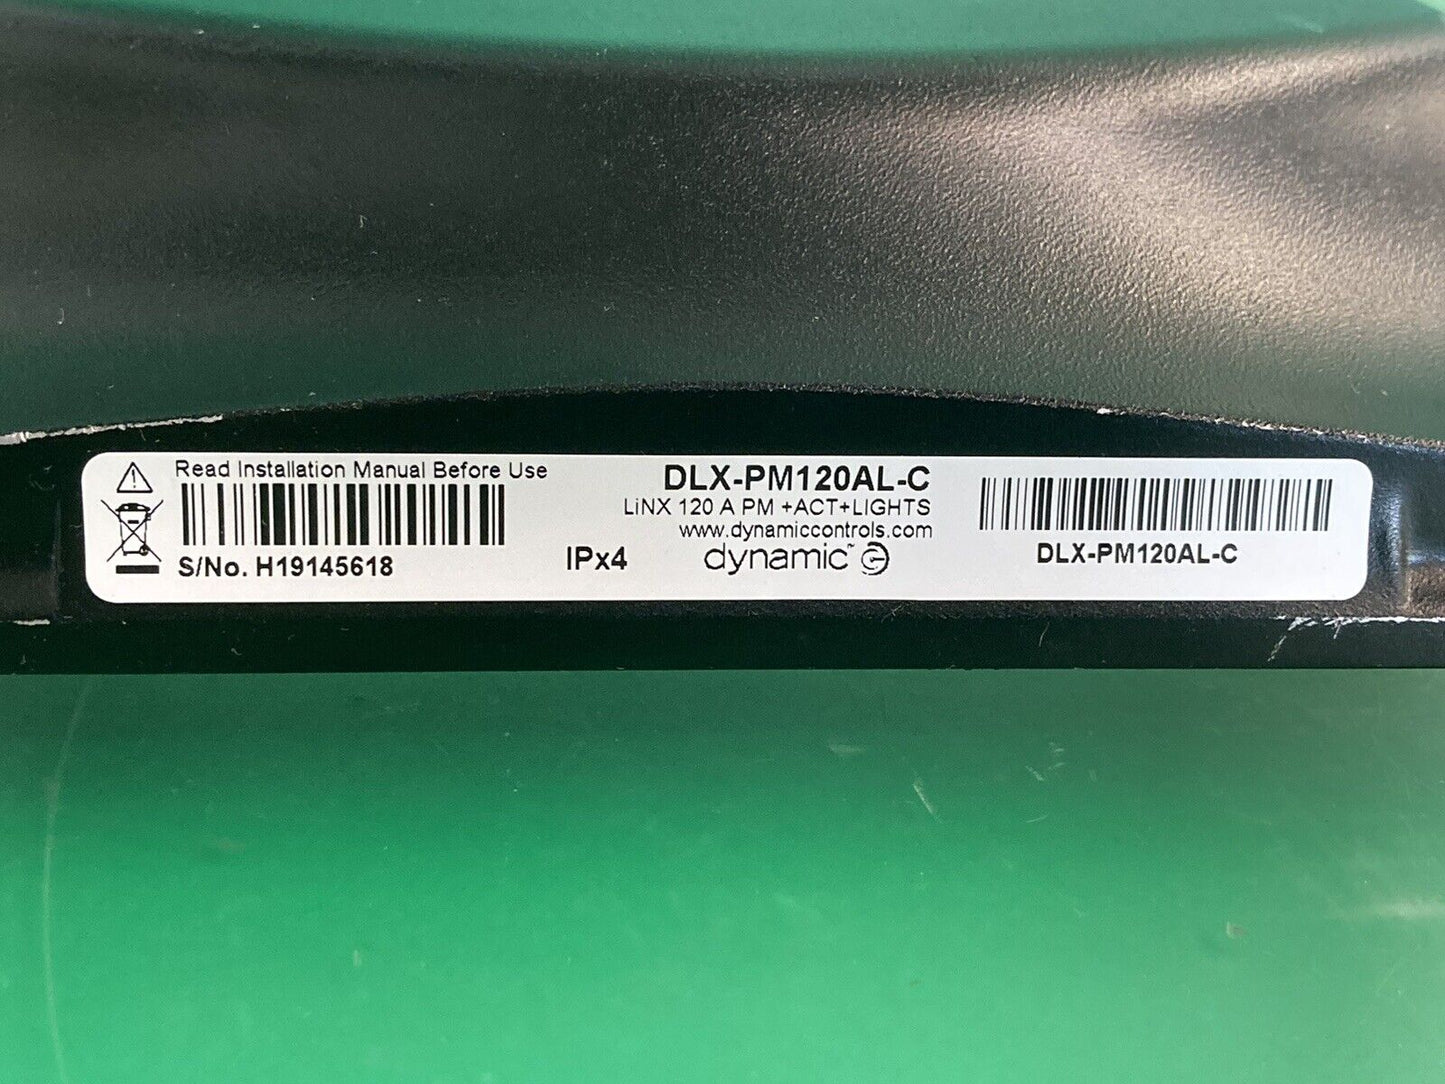 Read Installation Manual Before Use
S/No. H19145618
IPx4
DLX-PM120AL-C
LiNX 120 A PM +ACT+LIGHTS
www.dynamiccontrols.com
dynamic™
DLX-PM120AL-C